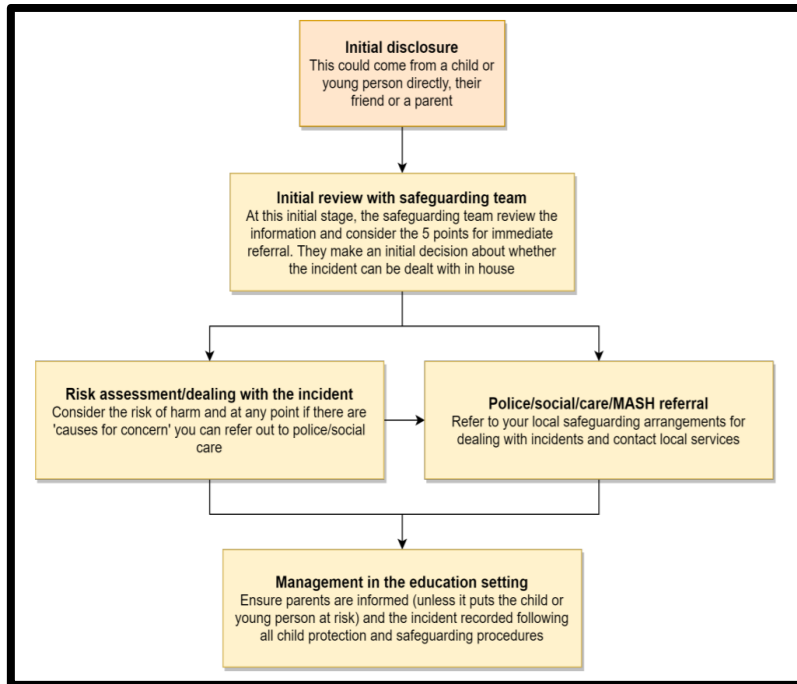 Initial disclosure
This could come from a child or
young person directly, their
friend or a parent
Initial review with safeguarding team
At this initial stage, the safeguarding team review the
information and consider the 5 points for immediate
referral. They make an initial decision about whether
the incident can be dealt with in house
Risk assessment/dealing with the incident
Consider the risk of harm and at any point if there are
'causes for concern' you can refer out to police/social
care
Police/social/care/MASH referral
Refer to your local safeguarding arrangements for
dealing with incidents and contact local services
Management in the education setting
Ensure parents are informed (unless it puts the child or
young person at risk) and the incident recorded following
all child protection and safeguarding procedures